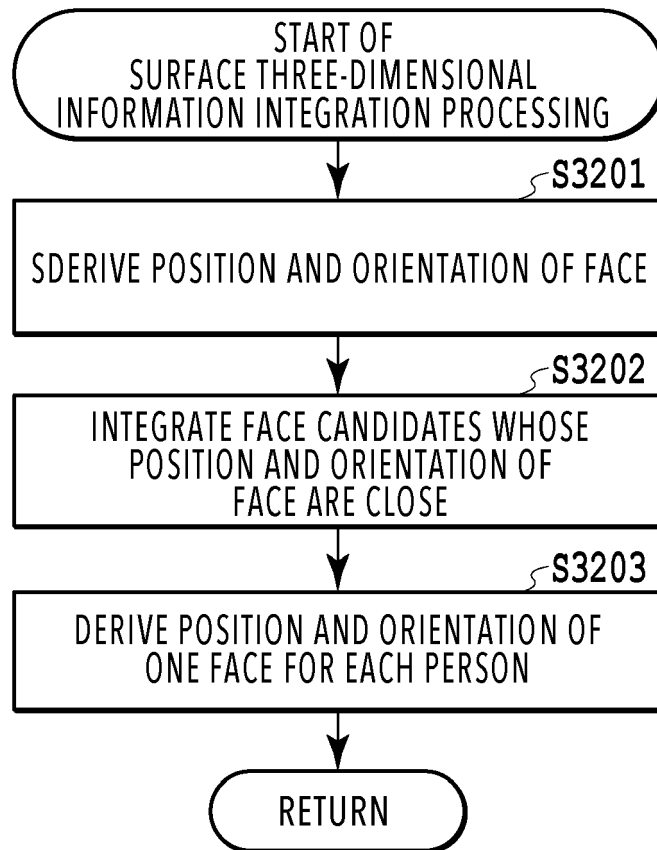 START OF
SURFACE THREE-DIMENSIONAL
INFORMATION INTEGRATION PROCESSING
S3201
SDERIVE POSITION AND ORIENTATION OF FACE
S3202
INTEGRATE FACE CANDIDATES WHOSE
POSITION AND ORIENTATION OF
FACE ARE CLOSE
S3203
DERIVE POSITION AND ORIENTATION OF
ONE FACE FOR EACH PERSON
RETURN